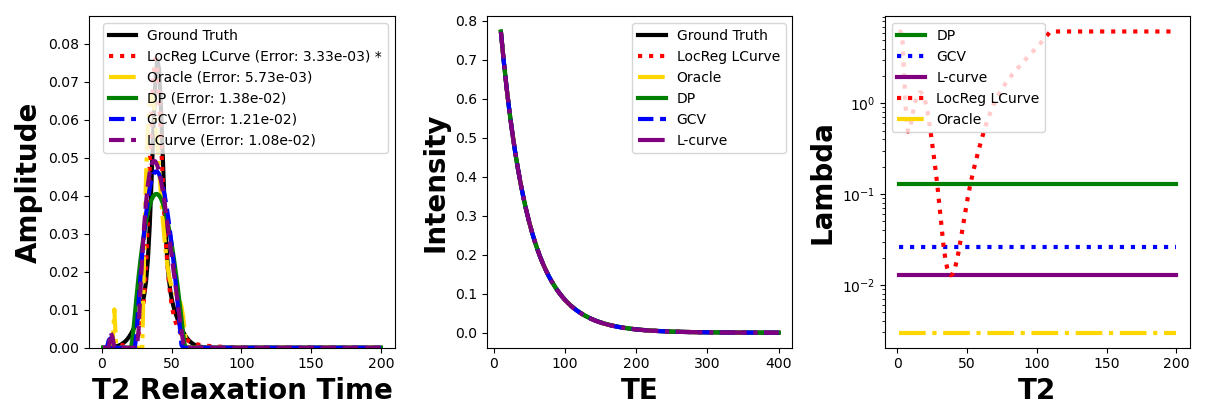 Amplitude
0.08
0.07
0.06
0.05
0.04
0.03
0.02
0.01
0.00
Ground Truth
LocReg LCurve (Error: 3.33e-03) *
Oracle (Error: 5.73e-03)
DP (Error: 1.38e-02)
GCV (Error: 1.21e-02)
LCurve (Error: 1.08e-02)
0 50 100 150 200
T2 Relaxation Time
Intensity
0.8
0.7
0.6
0.5
0.4
0.3
0.2
0.1
0.0
Ground Truth
LocReg LCurve
Oracle
DP
GCV
L-curve
0 100 200 300 400
TE
Lambda
10⁰
10⁻¹
10⁻²
DP
GCV
L-curve
LocReg LCurve
Oracle
0 50 100 150 200
T2